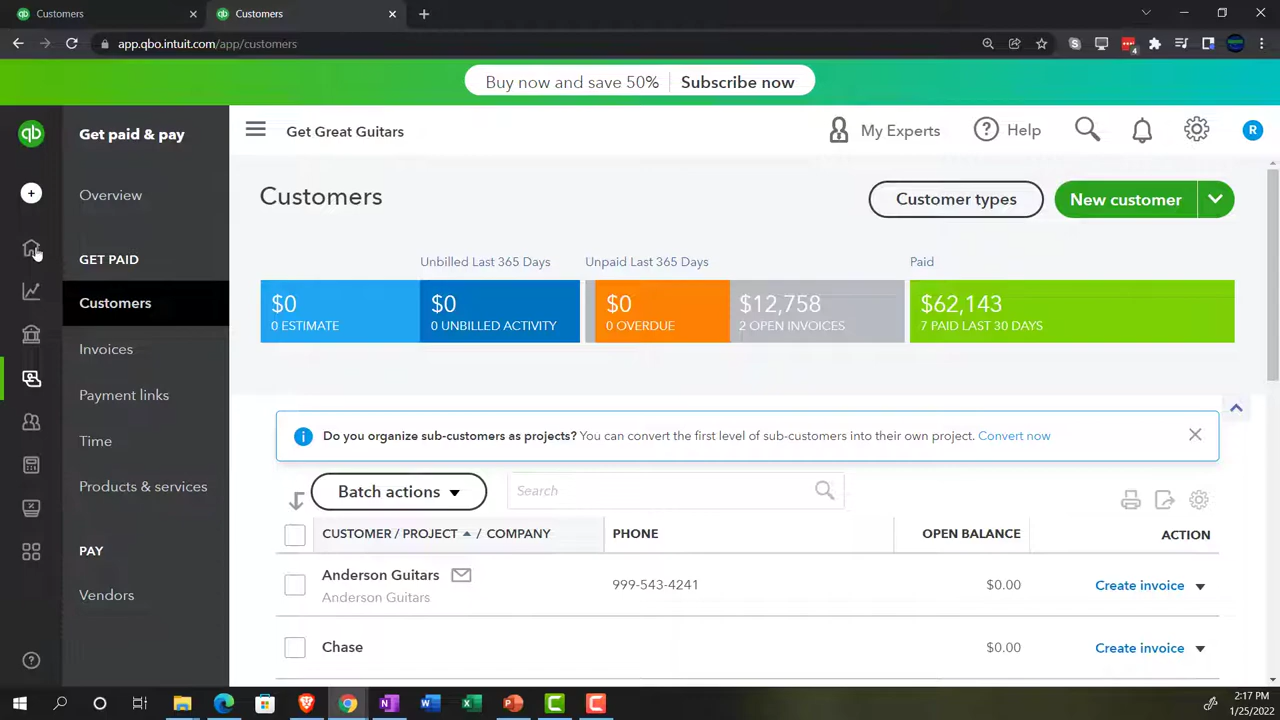 Customers
Customers
app.qbo.intuit.com/app/customers
4
Buy now and save 50%
Subscribe now
qb
Get paid & pay
Get Great Guitars
My Experts
Help
R
Overview
Customers
Customer types
New customer
GET PAID
Unbilled Last 365 Days
Unpaid Last 365 Days
Paid
Customers
$0
0 ESTIMATE
$0
0 UNBILLED ACTIVITY
$0
0 OVERDUE
$12,758
2 OPEN INVOICES
$62,143
7 PAID LAST 30 DAYS
Invoices
Payment links
Time
Products & services
PAY
Vendors
Do you organize sub-customers as projects? You can convert the first level of sub-customers into their own project. Convert now
Batch actions
Search
CUSTOMER / PROJECT / COMPANY
PHONE
OPEN BALANCE
ACTION
Anderson Guitars
Anderson Guitars
999-543-4241
$0.00
Create invoice
Chase
$0.00
Create invoice
2:17 PM
1/25/2022